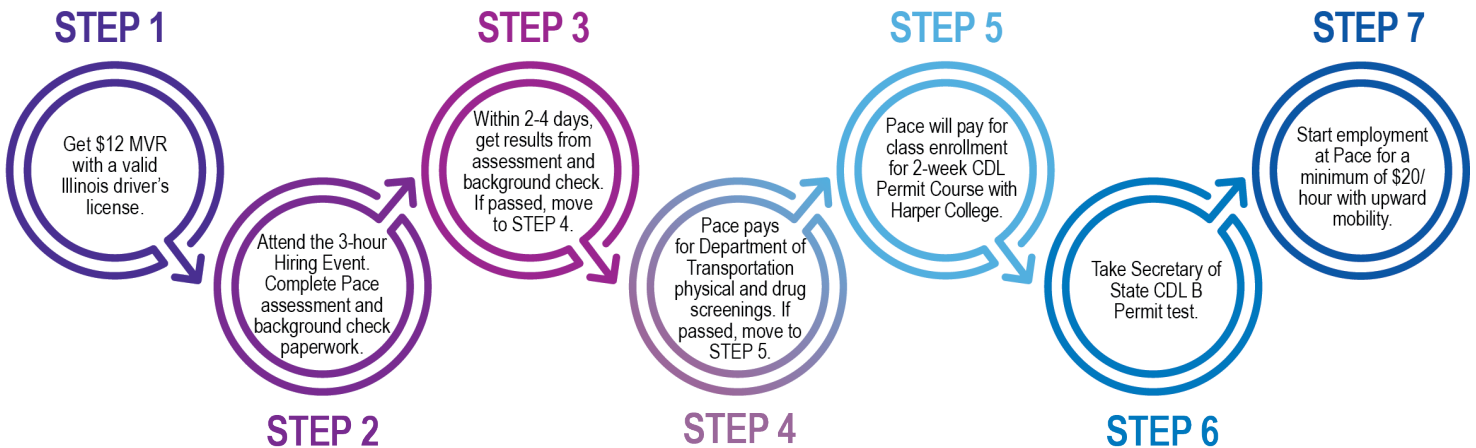 STEP 1
Get $12 MVR
with a valid
Illinois driver's
license.
STEP 2
Attend the 3-hour
Hiring Event.
Complete Pace
assessment and
background check
paperwork.
STEP 3
Within 2-4 days,
get results from
assessment and
background check.
If passed, move
to STEP 4.
STEP 4
Pace pays
for Department of
Transportation
physical and drug
screenings. If
passed, move to
STEP 5.
STEP 5
Pace will pay for
class enrollment
for 2-week CDL
Permit Course with
Harper College.
STEP 6
Take Secretary of
State CDL B
Permit test.
STEP 7
Start employment
at Pace for a
minimum of $20/
hour with upward
mobility.